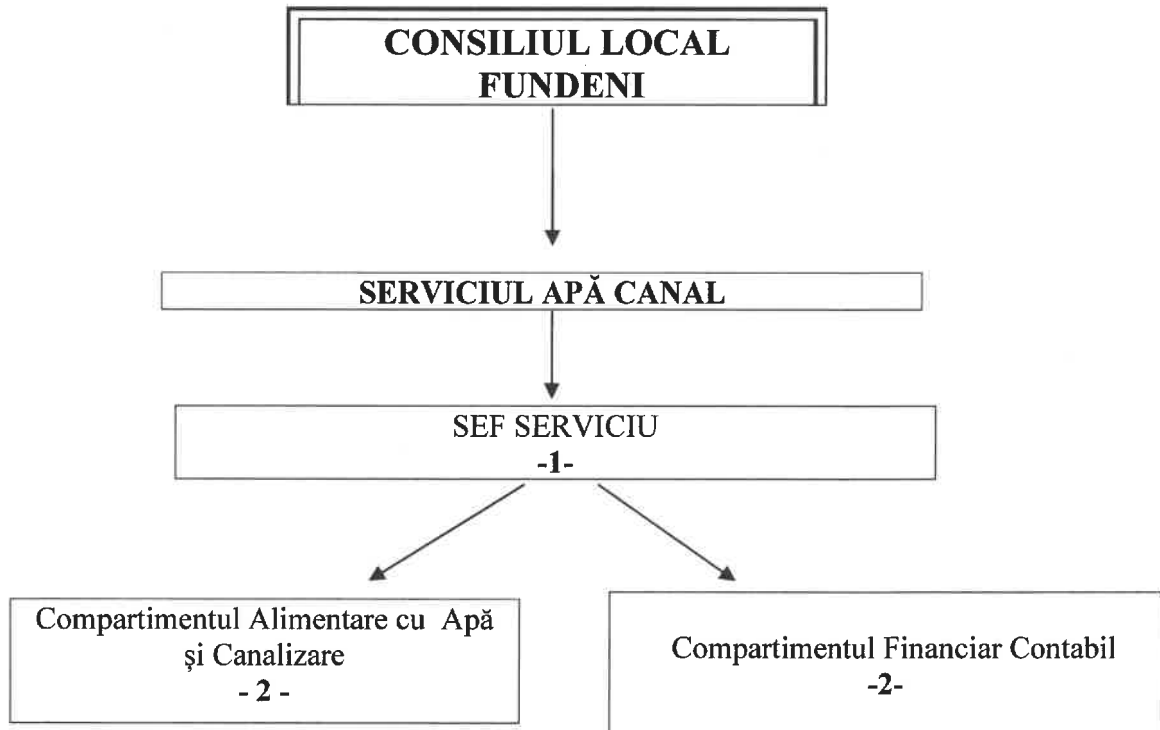 CONSILIUL LOCAL
FUNDENI
SERVICIUL APĂ CANAL
SEF SERVICIU
-1-
Compartimentul Alimentare cu Apă
și Canalizare
- 2 -
Compartimentul Financiar Contabil
-2-